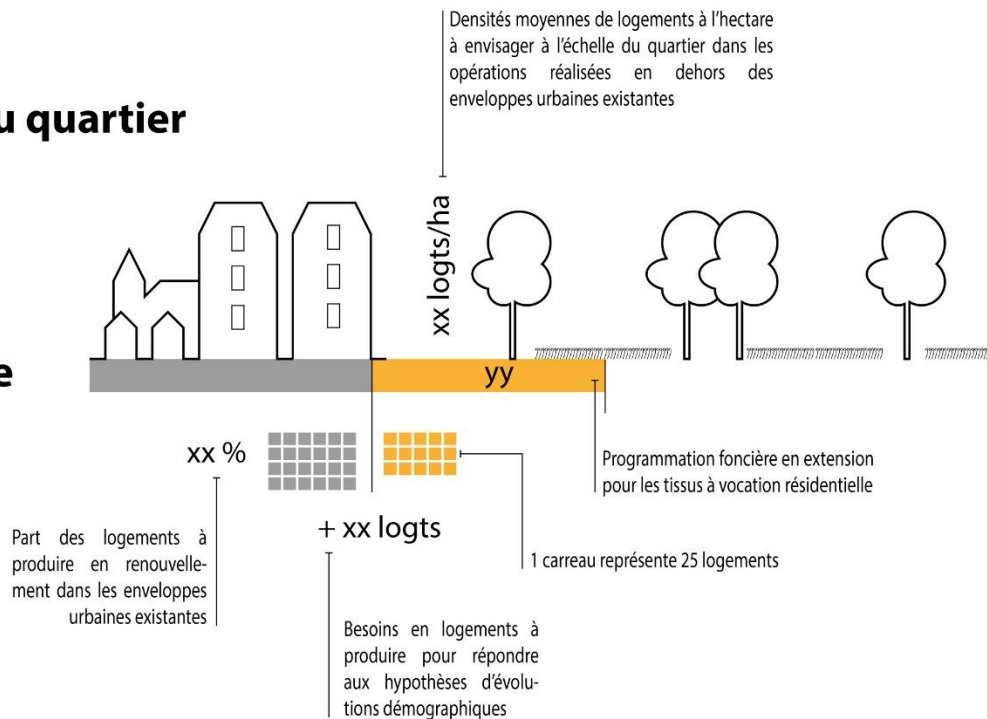 Densités moyennes de logements à l'hectare
à envisager à l'échelle du quartier dans les
opérations réalisées en dehors des
enveloppes urbaines existantes
u quartier
xx logts/ha
e
yy
xx %
Programmation foncière en extension
pour les tissus à vocation résidentielle
+ xx logts
1 carreau représente 25 logements
Part des logements à
produire en renouvelle-
ment dans les enveloppes
urbaines existantes
Besoins en logements à
produire pour répondre
aux hypothèses d'évolu-
tions démographiques